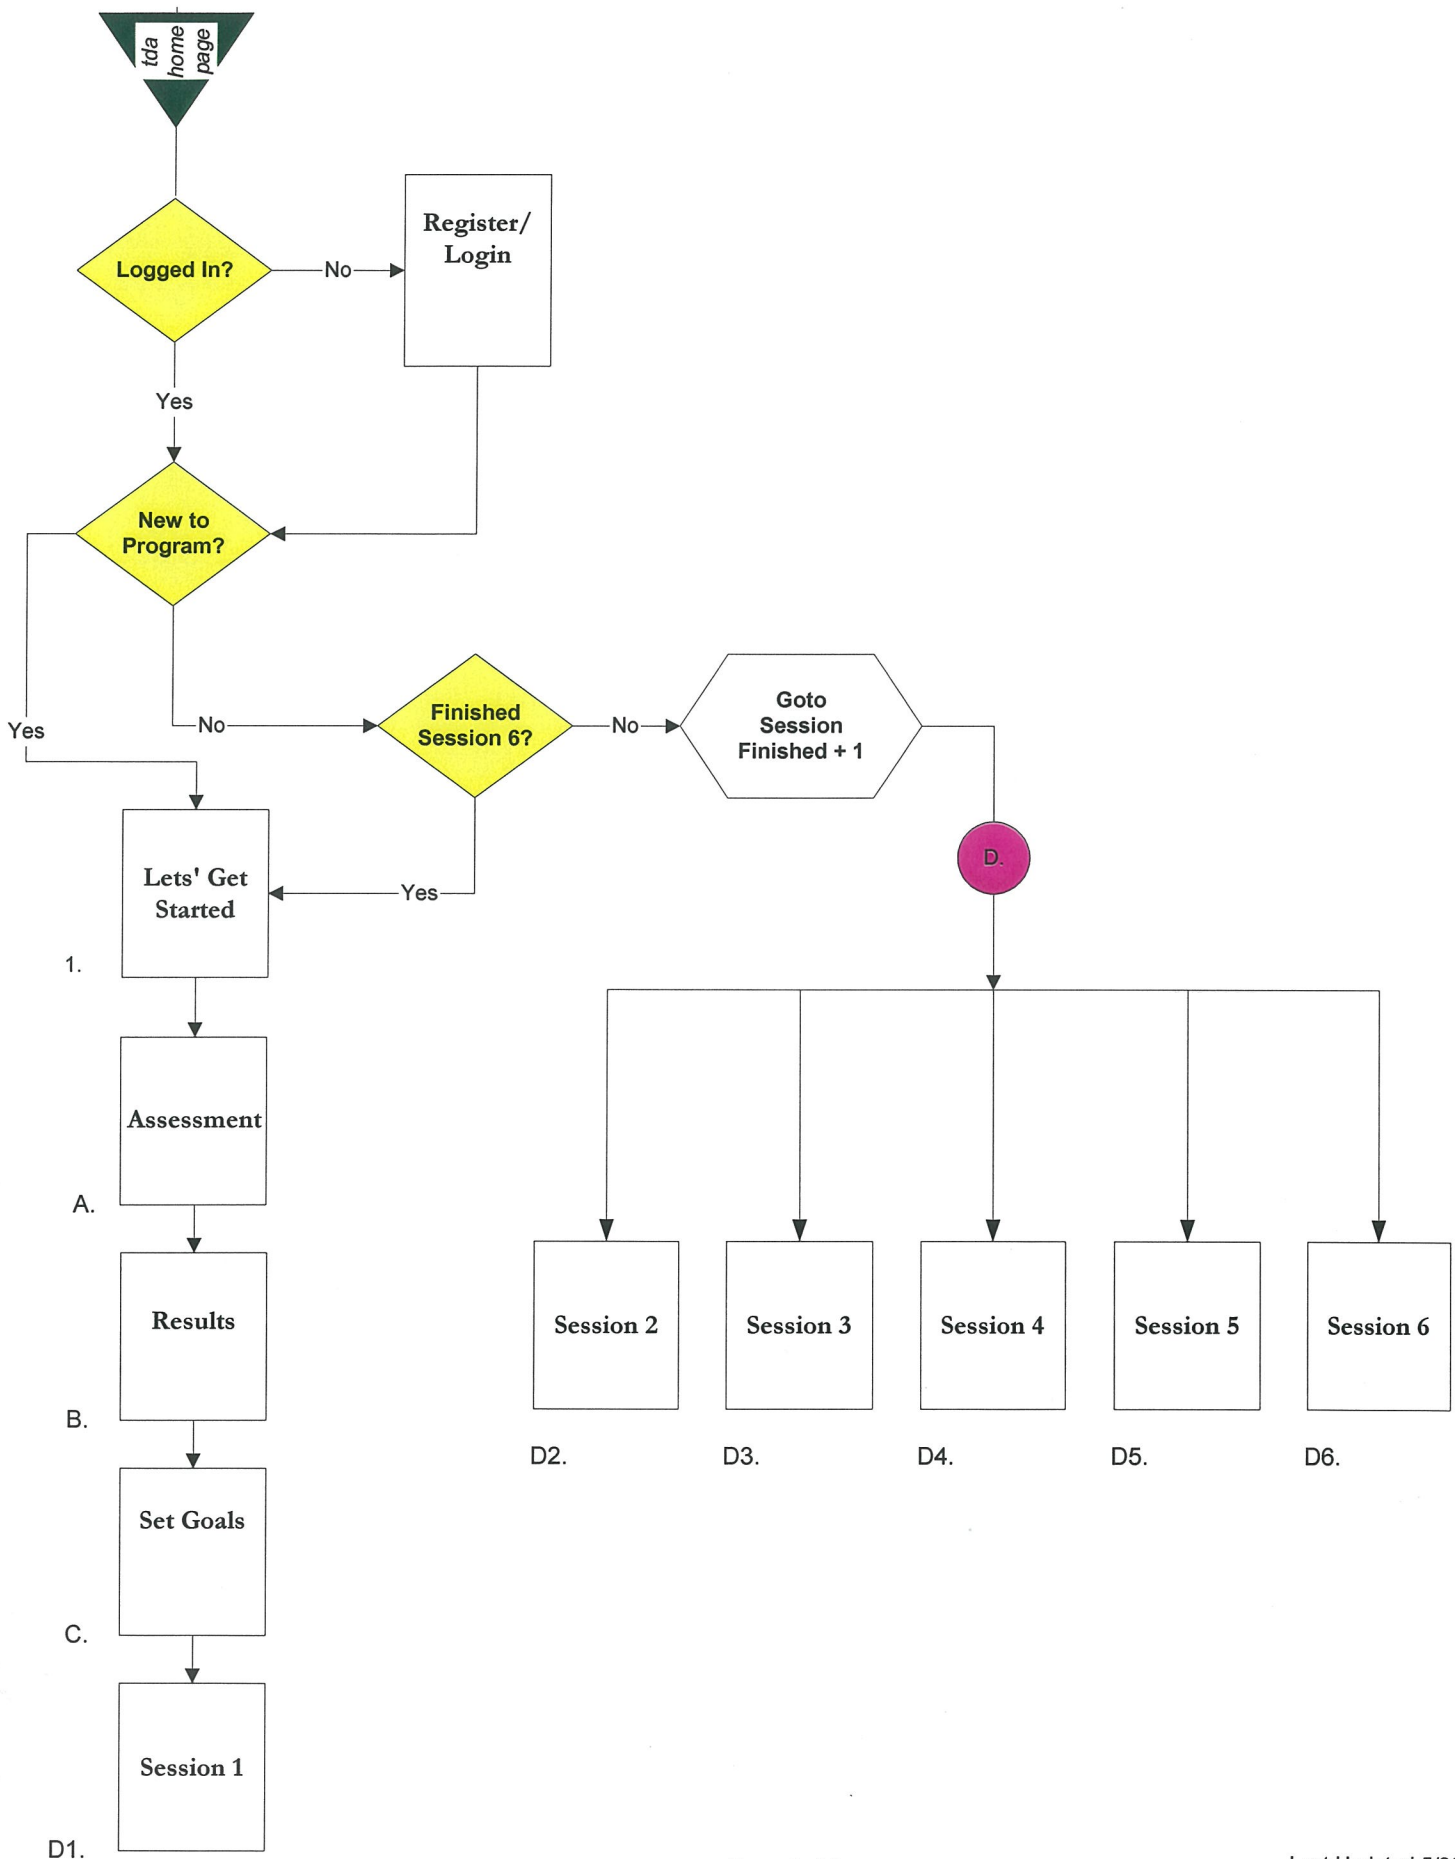 tda
home
page
Logged In?
No
Register/
Login
Yes
New to
Program?
Yes
No
Finished
Session 6?
No
Goto
Session
Finished + 1
D.
Yes
Lets' Get
Started
1.
Assessment
A.
Results
B.
Session 2
Session 3
Session 4
Session 5
Session 6
D2.
D3.
D4.
D5.
D6.
Set Goals
C.
Session 1
D1.